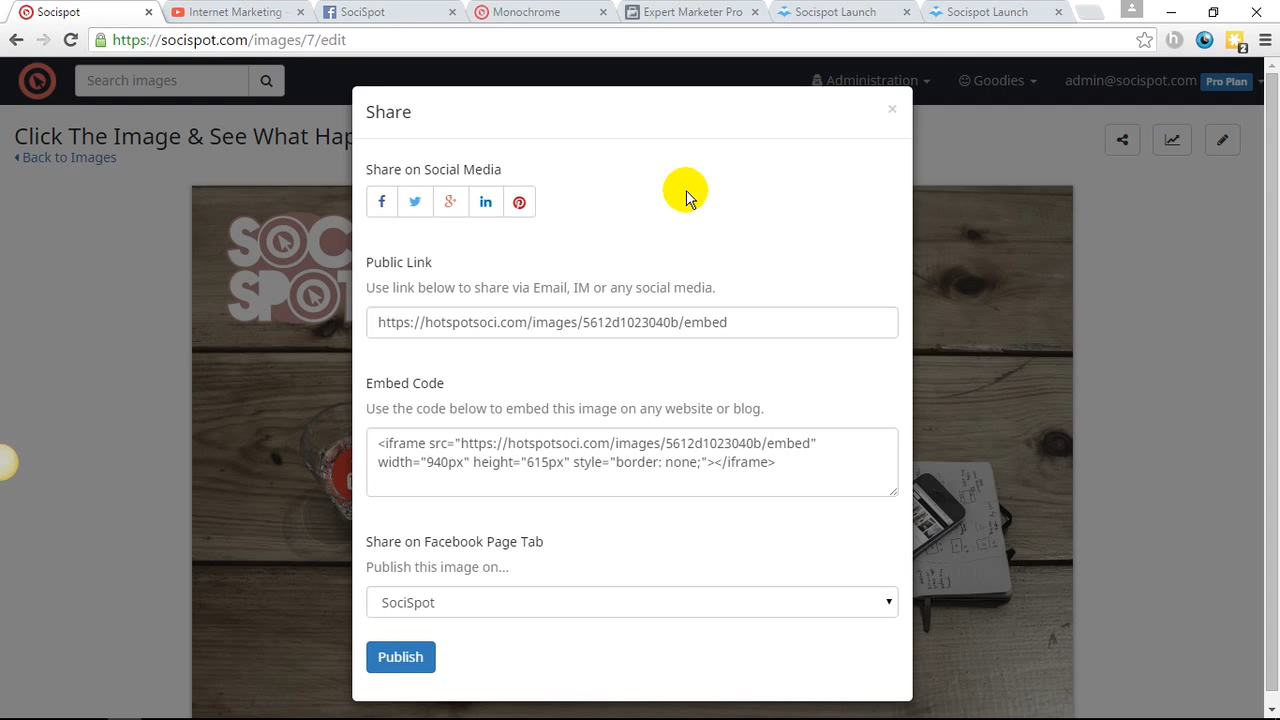 Socispot
Internet Marketing -
SociSpot
Monochrome
Expert Marketer Pro
Socispot Launch
Socispot Launch
https://socispot.com/images/7/edit
h
2
Search images
Administration
Goodies
admin@socispot.com
Pro Plan
Click The Image & See What Hap
Back to Images
SOC
SPOT
Share
×
Share on Social Media
Public Link
Use link below to share via Email, IM or any social media.
https://hotspotsoci.com/images/5612d1023040b/embed
Embed Code
Use the code below to embed this image on any website or blog.
<iframe src="https://hotspotsoci.com/images/5612d1023040b/embed"
width="940px" height="615px" style="border: none;"></iframe>
Share on Facebook Page Tab
Publish this image on...
SociSpot
Publish